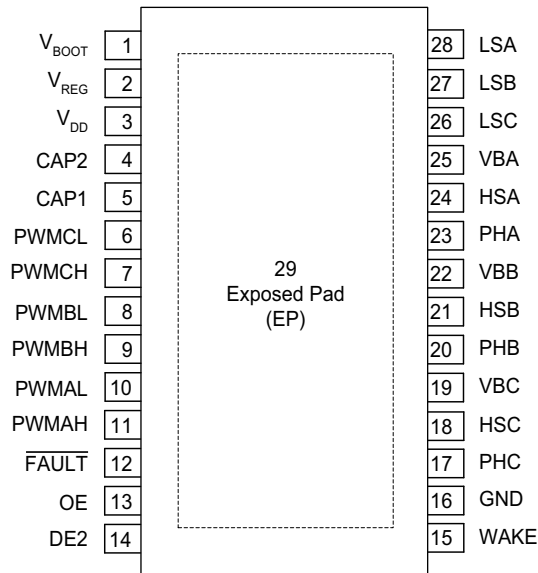 V_BOOT 1 28 LSA
V_REG 2 27 LSB
V_DD 3 26 LSC
CAP2 4 25 VBA
CAP1 5 24 HSA
PWMCL 6 23 PHA
PWMCH 7 22 VBB
PWMBL 8 21 HSB
PWMBH 9 20 PHB
PWMAL 10 19 VBC
PWMAH 11 18 HSC
FAULT 12 17 PHC
OE 13 16 GND
DE2 14 15 WAKE
29
Exposed Pad
(EP)